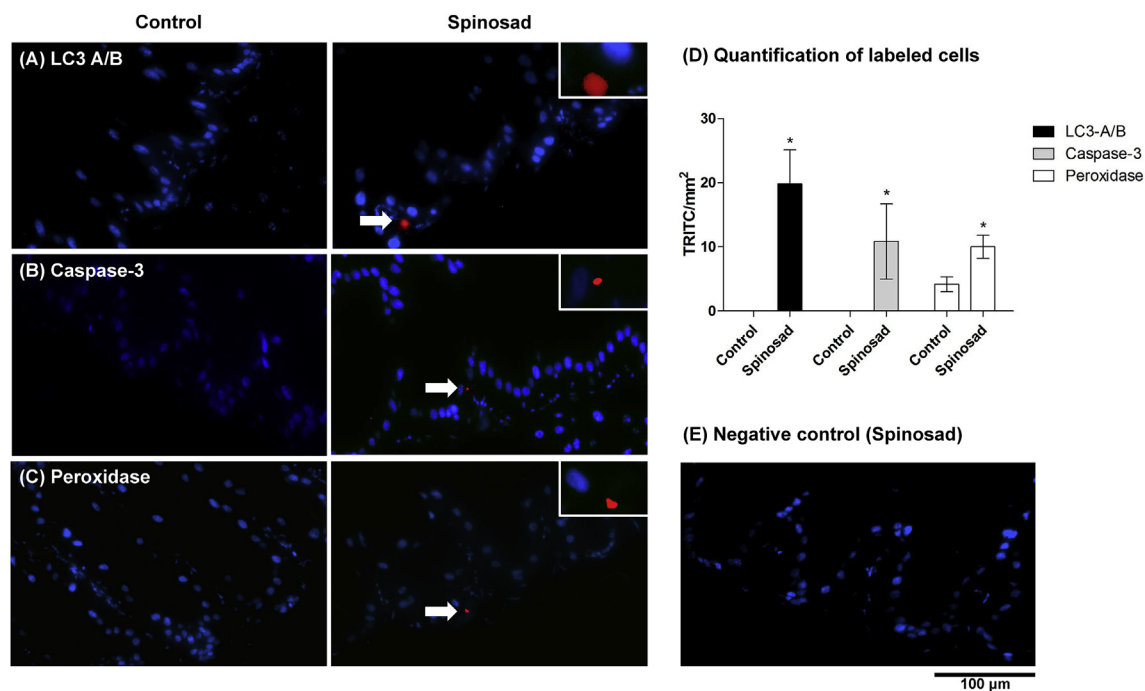 Control
Spinosad
(A) LC3 A/B
(B) Caspase-3
(C) Peroxidase
(D) Quantification of labeled cells
30
20
10
0
TRITC/mm²
*
*
*
Control
Spinosad
Control
Spinosad
Control
Spinosad
LC3-A/B
Caspase-3
Peroxidase
(E) Negative control (Spinosad)
100 µm